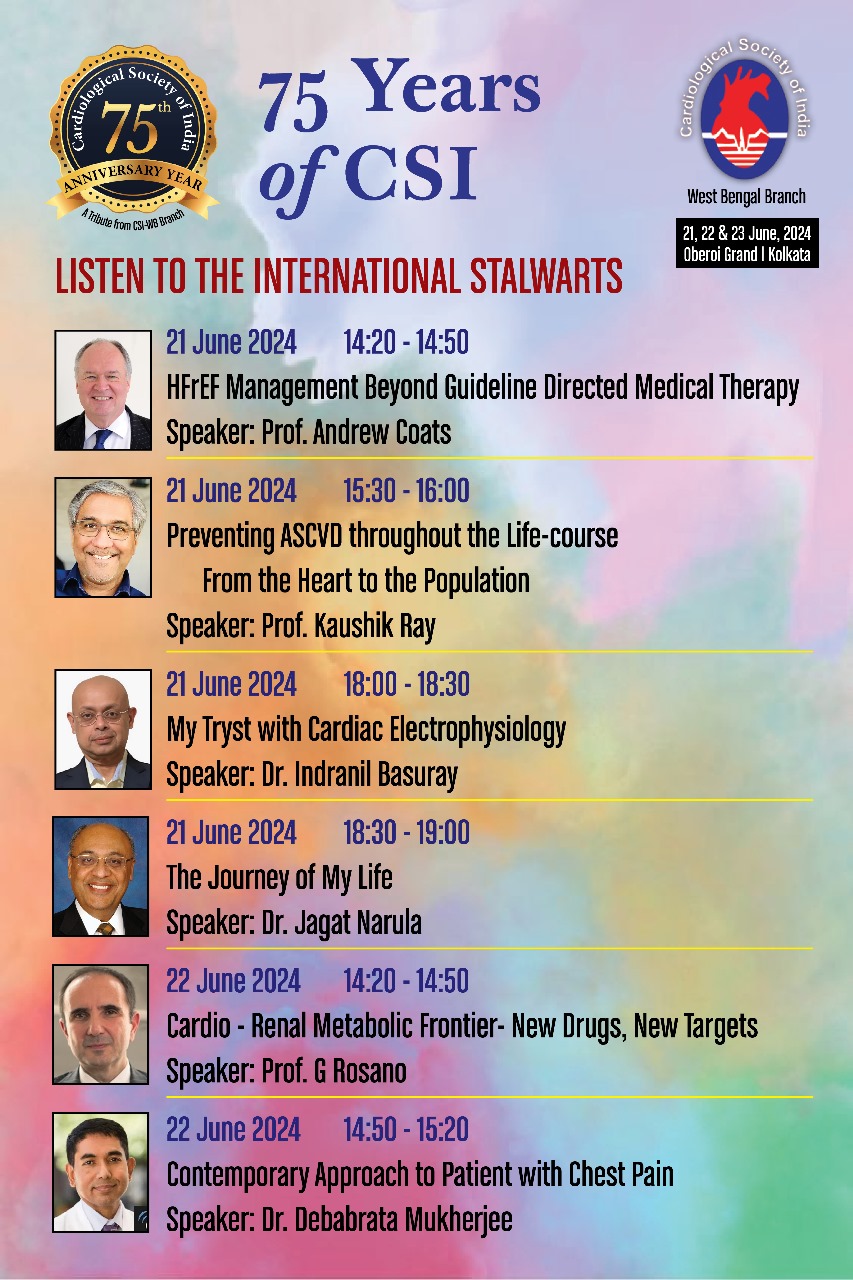 Cardiological Society of India
75th
ANNIVERSARY YEAR
A Tribute from CSI-WB Branch
75 Years
of CSI
Cardiological Society of India
West Bengal Branch
21, 22 & 23 June, 2024
Oberoi Grand I Kolkata
LISTEN TO THE INTERNATIONAL STALWARTS
21 June 2024 14:20 - 14:50
HFrEF Management Beyond Guideline Directed Medical Therapy
Speaker: Prof. Andrew Coats
21 June 2024 15:30 - 16:00
Preventing ASCVD throughout the Life-course
From the Heart to the Population
Speaker: Prof. Kaushik Ray
21 June 2024 18:00 - 18:30
My Tryst with Cardiac Electrophysiology
Speaker: Dr. Indranil Basuray
21 June 2024 18:30 - 19:00
The Journey of My Life
Speaker: Dr. Jagat Narula
22 June 2024 14:20 - 14:50
Cardio - Renal Metabolic Frontier- New Drugs, New Targets
Speaker: Prof. G Rosano
22 June 2024 14:50 - 15:20
Contemporary Approach to Patient with Chest Pain
Speaker: Dr. Debabrata Mukherjee